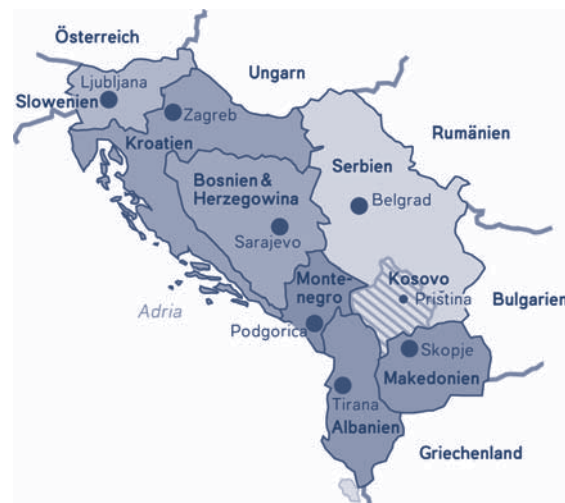 Österreich
Ungarn
Ljubljana
Slowenien
Zagreb
Kroatien
Rumänien
Serbien
Bosnien &
Herzegowina
Belgrad
Sarajevo
Monte-
negro
Kosovo
Priština
Bulgarien
Adria
Podgorica
Skopje
Makedonien
Tirana
Albanien
Griechenland